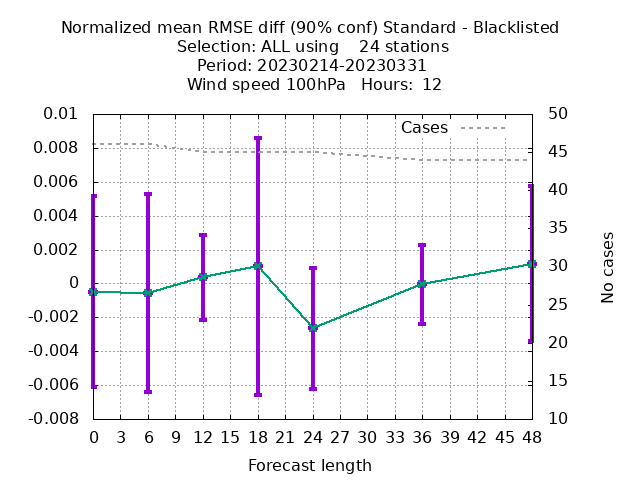 Normalized mean RMSE diff (90% conf) Standard - Blacklisted
Selection: ALL using    24 stations
Period: 20230214-20230331
Wind speed 100hPa   Hours:  12
0.01
0.008
0.006
0.004
0.002
0
-0.002
-0.004
-0.006
-0.008
Cases
50
45
40
35
30
25
20
15
10
No cases
0 3 6 9 12 15 18 21 24 27 30 33 36 39 42 45 48
Forecast length